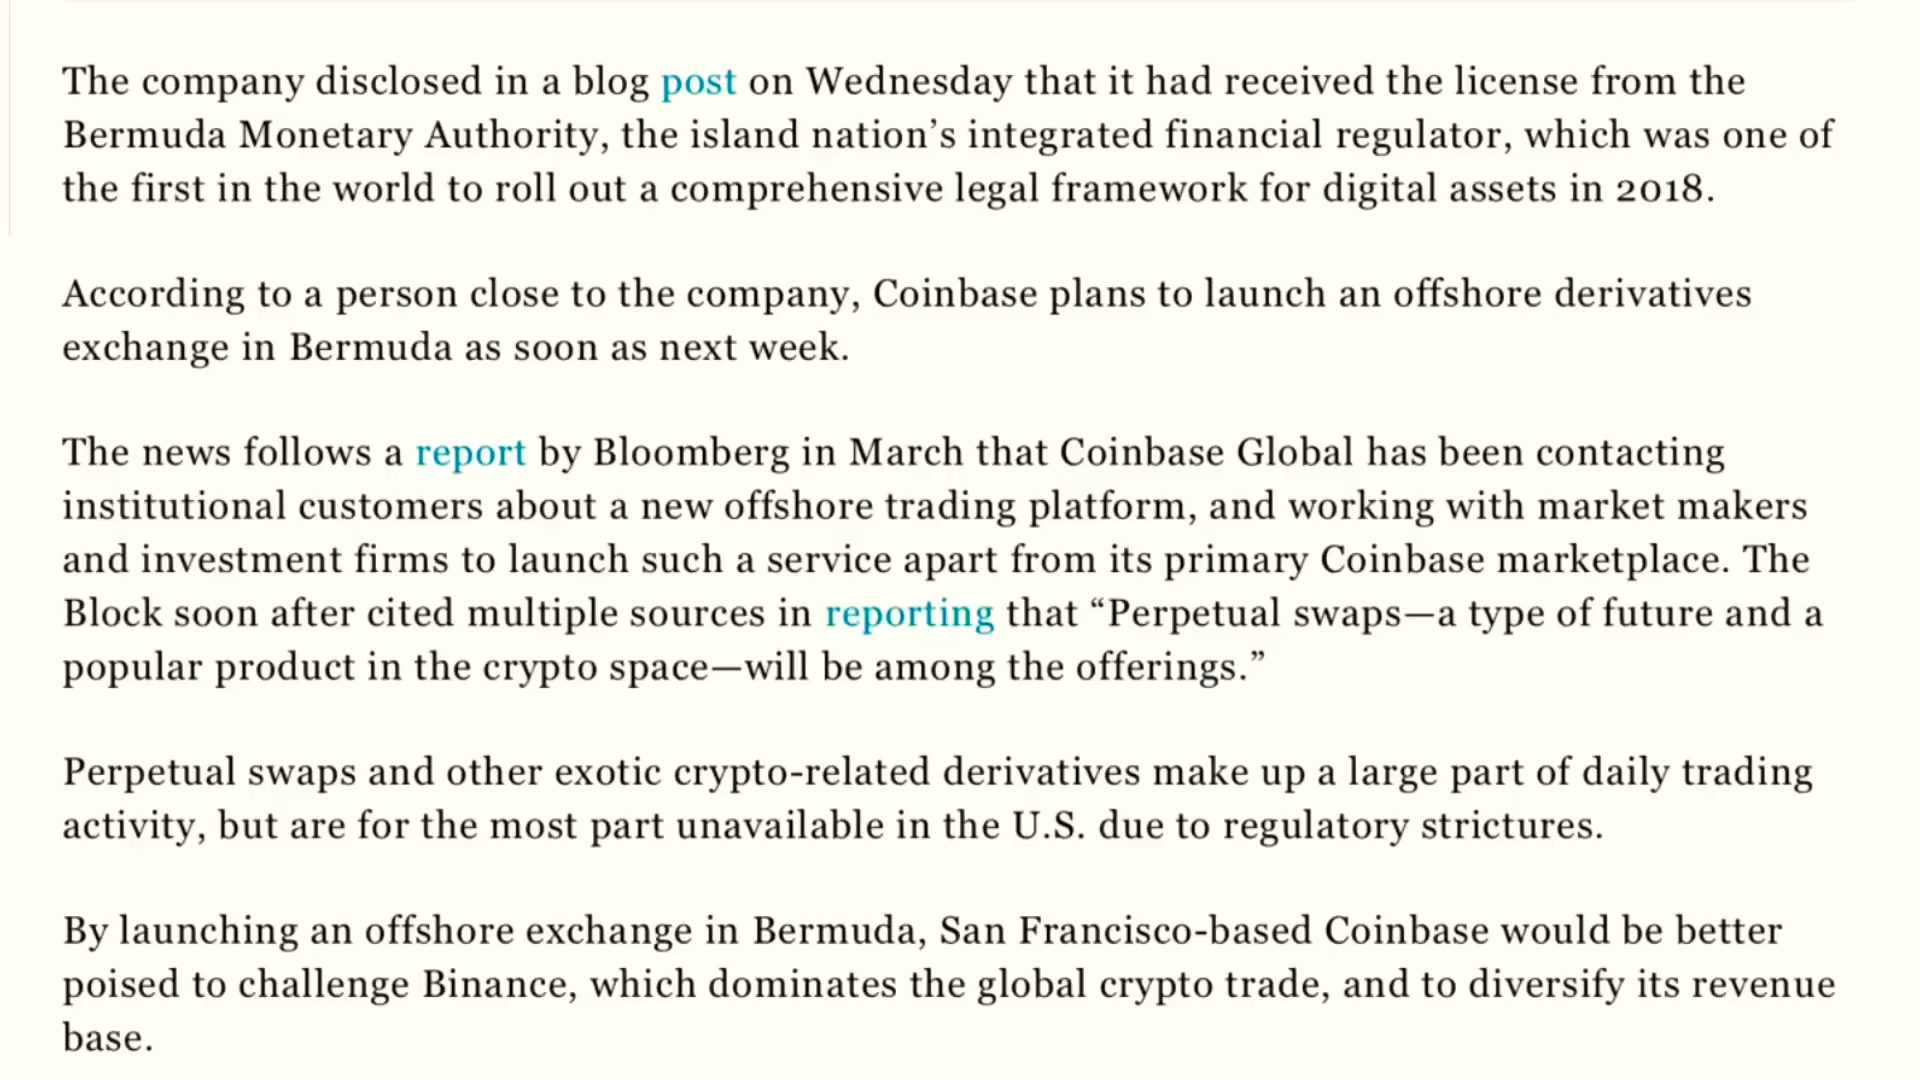 The company disclosed in a blog post on Wednesday that it had received the license from the
Bermuda Monetary Authority, the island nation’s integrated financial regulator, which was one of
the first in the world to roll out a comprehensive legal framework for digital assets in 2018.
According to a person close to the company, Coinbase plans to launch an offshore derivatives
exchange in Bermuda as soon as next week.
The news follows a report by Bloomberg in March that Coinbase Global has been contacting
institutional customers about a new offshore trading platform, and working with market makers
and investment firms to launch such a service apart from its primary Coinbase marketplace. The
Block soon after cited multiple sources in reporting that “Perpetual swaps—a type of future and a
popular product in the crypto space—will be among the offerings.”
Perpetual swaps and other exotic crypto-related derivatives make up a large part of daily trading
activity, but are for the most part unavailable in the U.S. due to regulatory strictures.
By launching an offshore exchange in Bermuda, San Francisco-based Coinbase would be better
poised to challenge Binance, which dominates the global crypto trade, and to diversify its revenue
base.